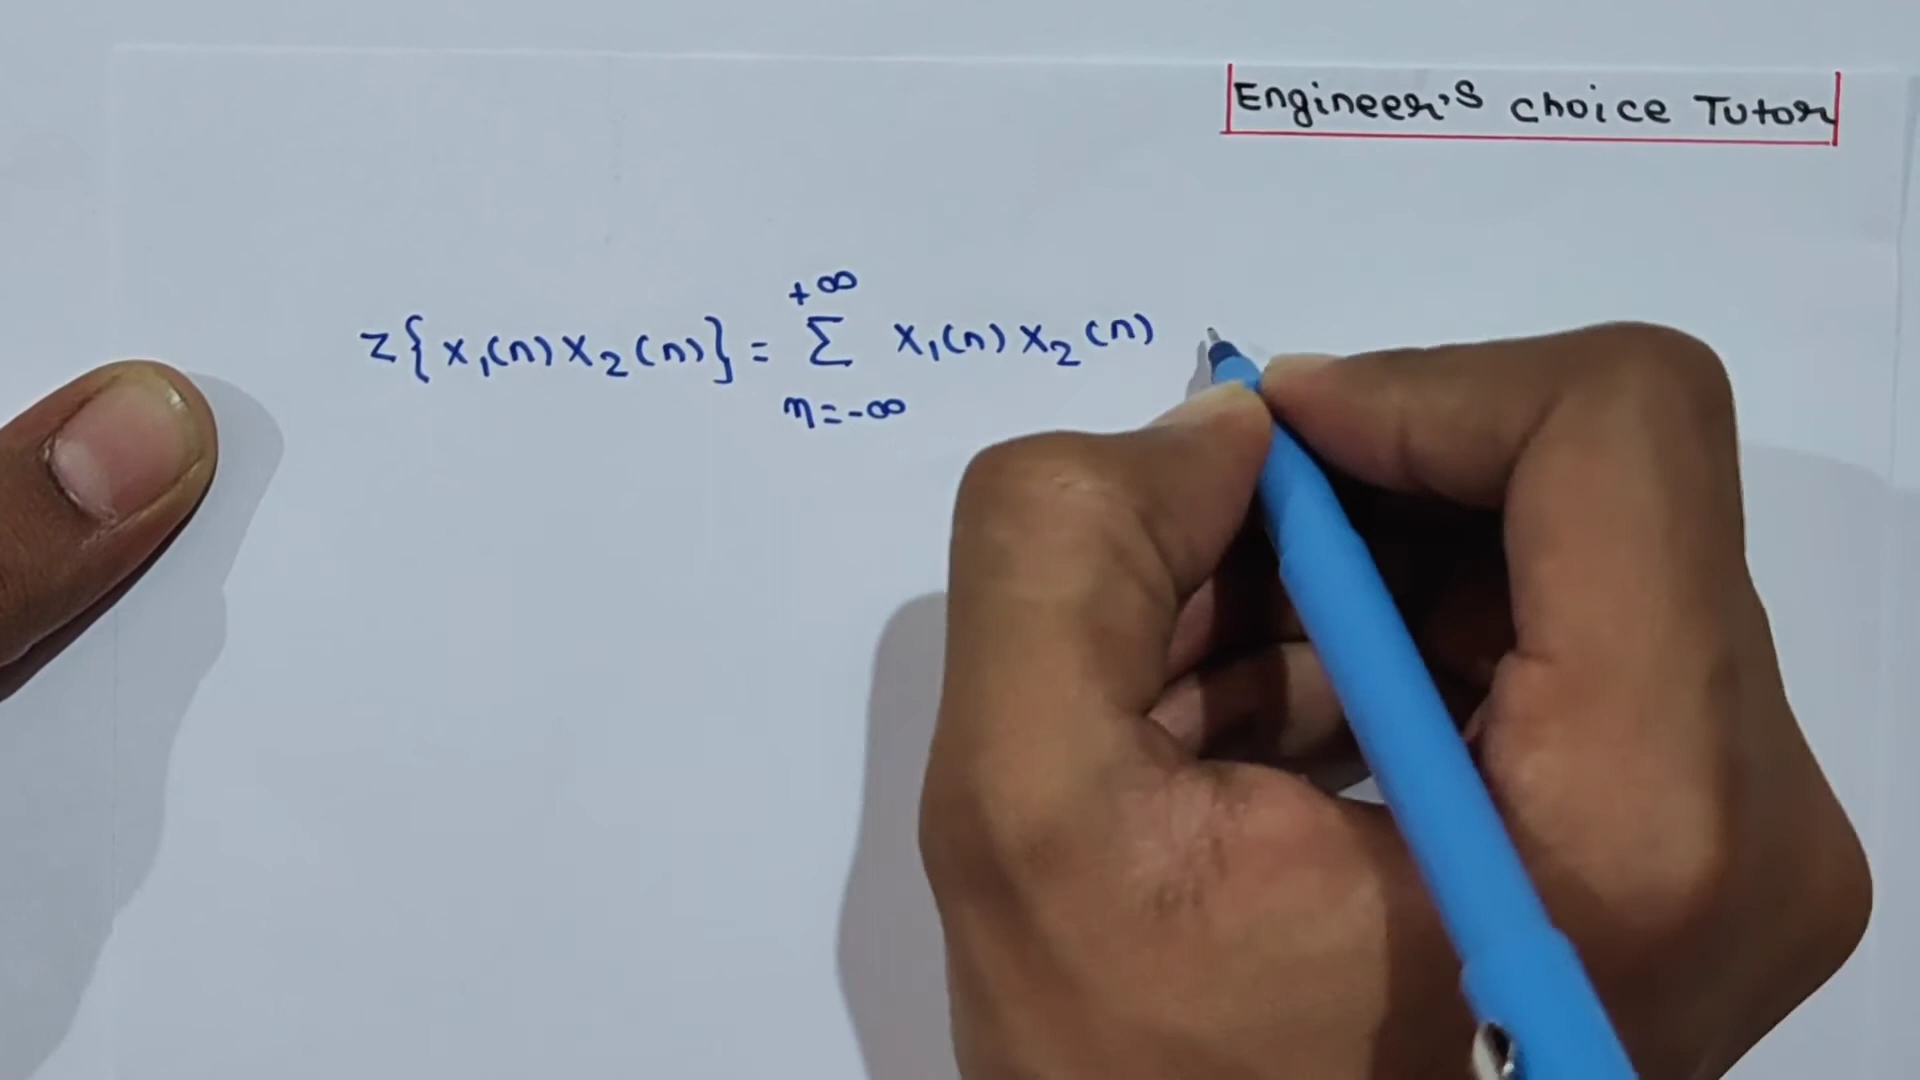 Engineer's choice Tutor
+∞
z{x₁(n)x₂(n)} = Σ x₁(n)x₂(n)
n=-∞